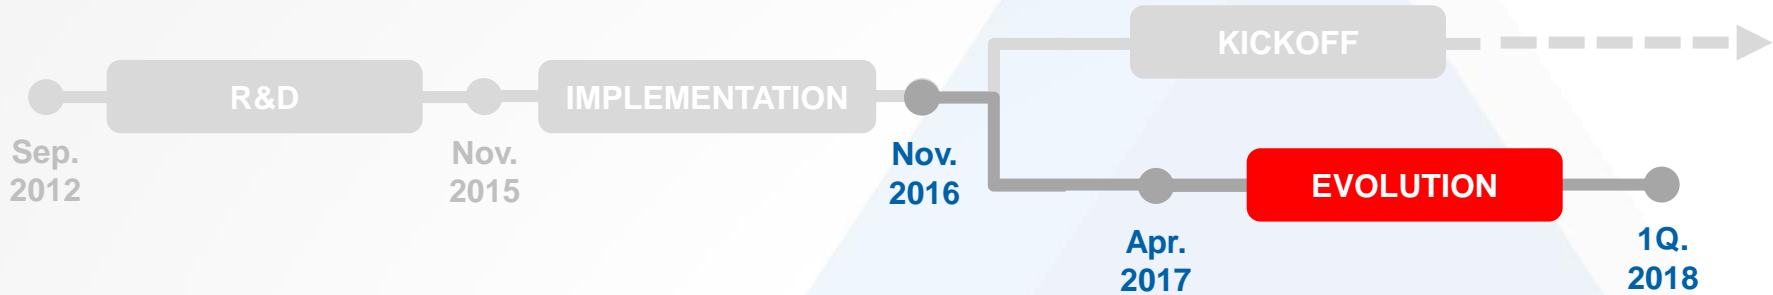 KICKOFF
R&D
IMPLEMENTATION
Sep.
2012
Nov.
2015
Nov.
2016
EVOLUTION
Apr.
2017
1Q.
2018